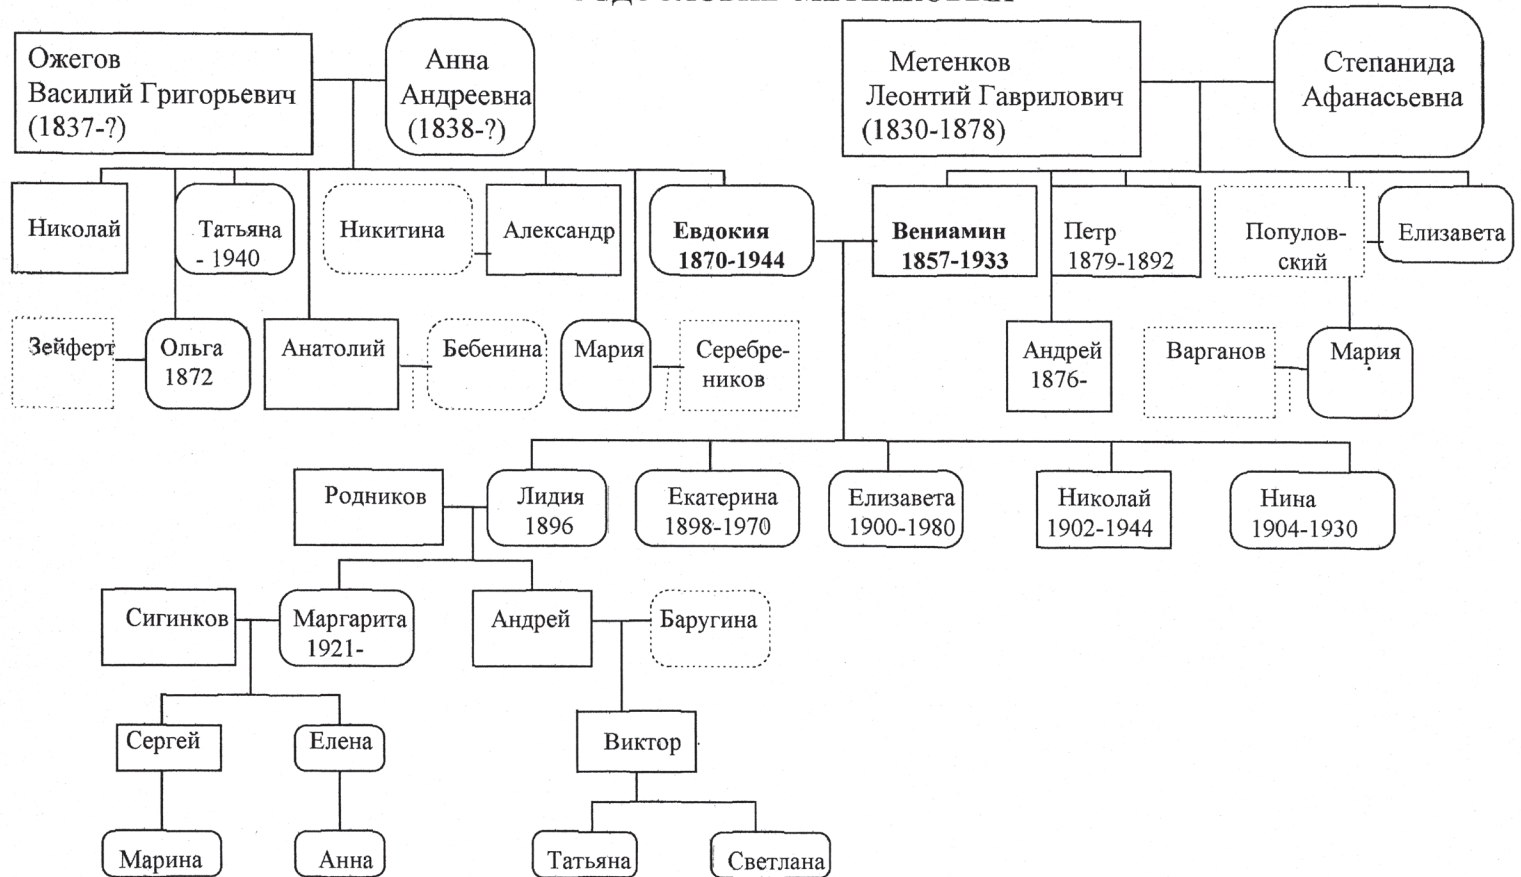 Ожегов
Василий Григорьевич
(1837-?)
Анна
Андреевна
(1838-?)
Метенков
Леонтий Гаврилович
(1830-1878)
Степанида
Афанасьевна
Николай
Татьяна
- 1940
Никитина
Александр
Евдокия
1870-1944
Вениамин
1857-1933
Петр
1879-1892
Популов-
ский
Елизавета
Зейферт
Ольга
1872
Анатолий
Бебенина
Мария
Серебре-
ников
Андрей
1876-
Варганов
Мария
Родников
Лидия
1896
Екатерина
1898-1970
Елизавета
1900-1980
Николай
1902-1944
Нина
1904-1930
Сигинков
Маргарита
1921-
Андрей
Баругина
Сергей
Елена
Виктор
Марина
Анна
Татьяна
Светлана